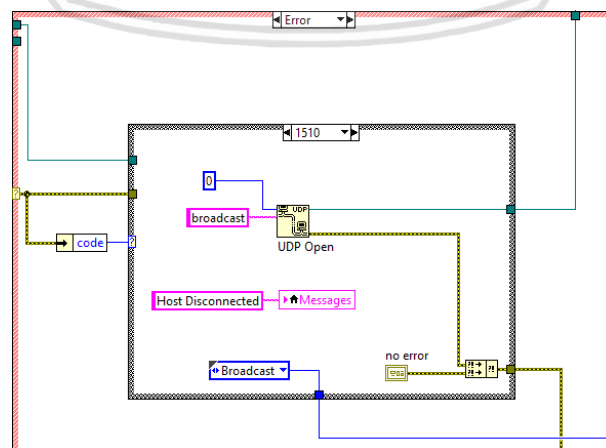 Error
1510
0
UDP
broadcast
UDP Open
code
?
?
Host Disconnected
Messages
no error
Broadcast
?!
?!
?!